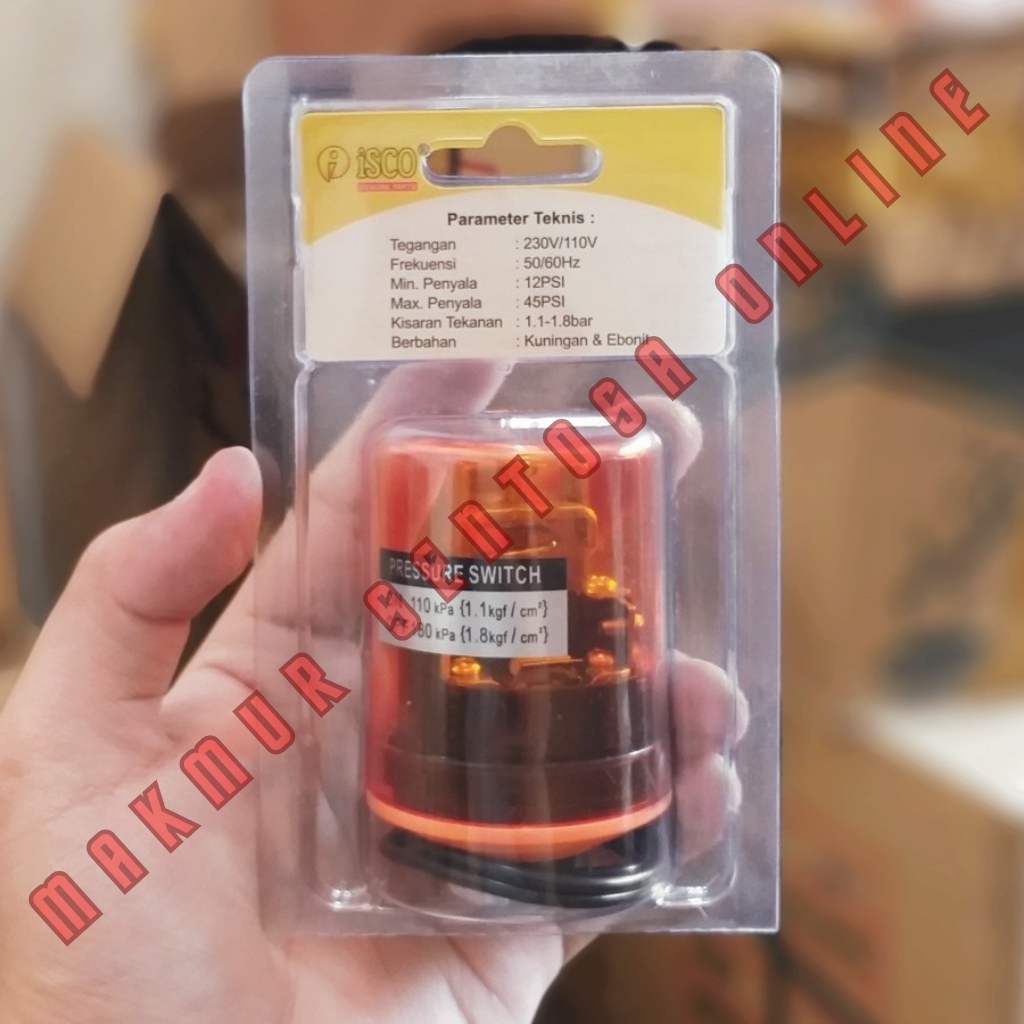 iSCO®
GENUINE PARTS
Parameter Teknis :
Tegangan : 230V/110V
Frekuensi : 50/60Hz
Min. Penyala : 12PSI
Max. Penyala : 45PSI
Kisaran Tekanan : 1.1-1.8bar
Berbahan : Kuningan & Ebonit
PRESSURE SWITCH
110 kPa {1.1kgf / cm²}
kPa {1.8kgf / cm²}
MAKMUR SENTOSA ONLINE